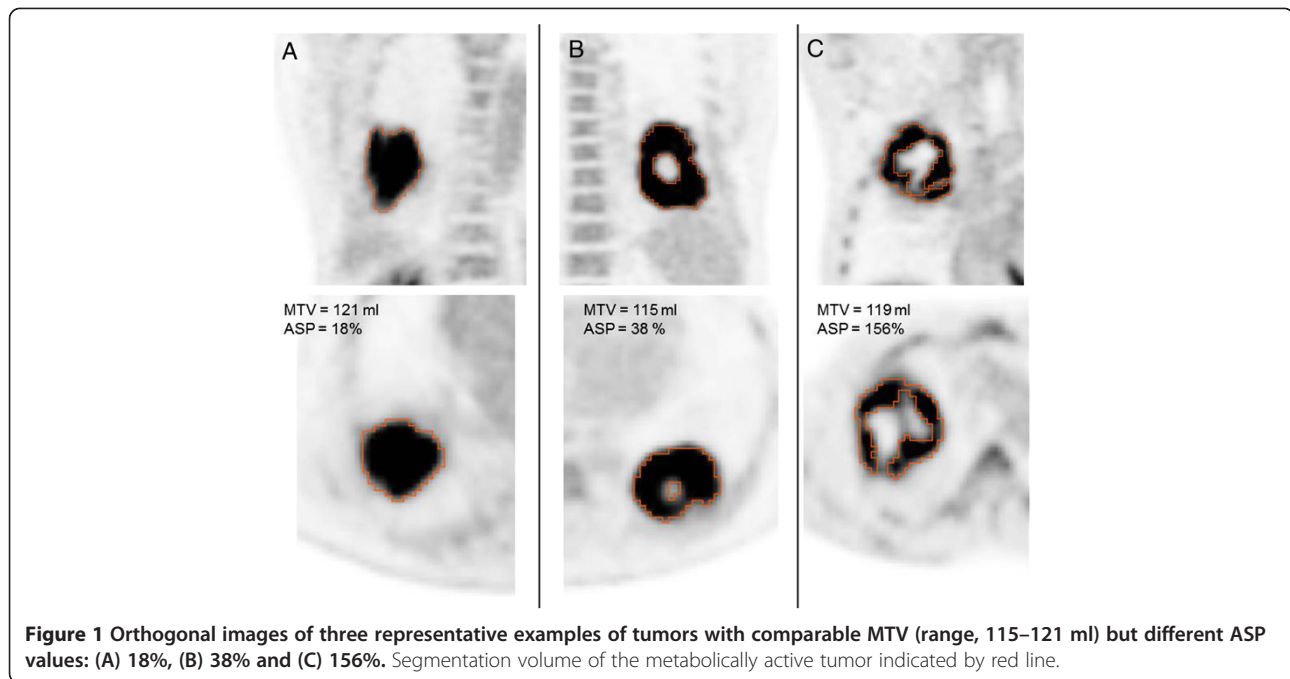 A
B
C
MTV = 121 ml
ASP = 18%
MTV = 115 ml
ASP = 38 %
MTV = 119 ml
ASP = 156%
Figure 1 Orthogonal images of three representative examples of tumors with comparable MTV (range, 115–121 ml) but different ASP
values: (A) 18%, (B) 38% and (C) 156%. Segmentation volume of the metabolically active tumor indicated by red line.